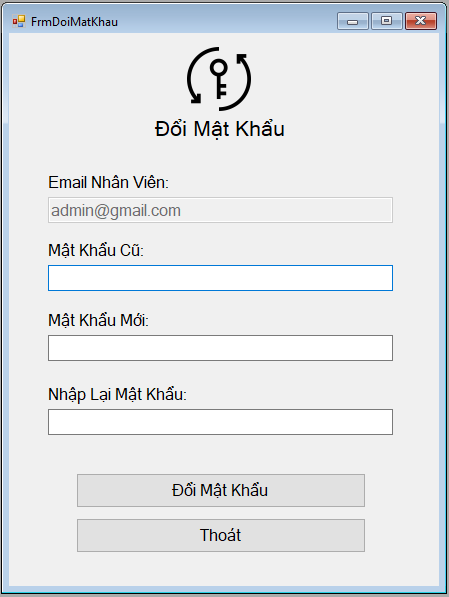 FrmDoiMatKhau
Đổi Mật Khẩu
Email Nhân Viên:
admin@gmail.com
Mật Khẩu Cũ:
Mật Khẩu Mới:
Nhập Lại Mật Khẩu:
Đổi Mật Khẩu
Thoát